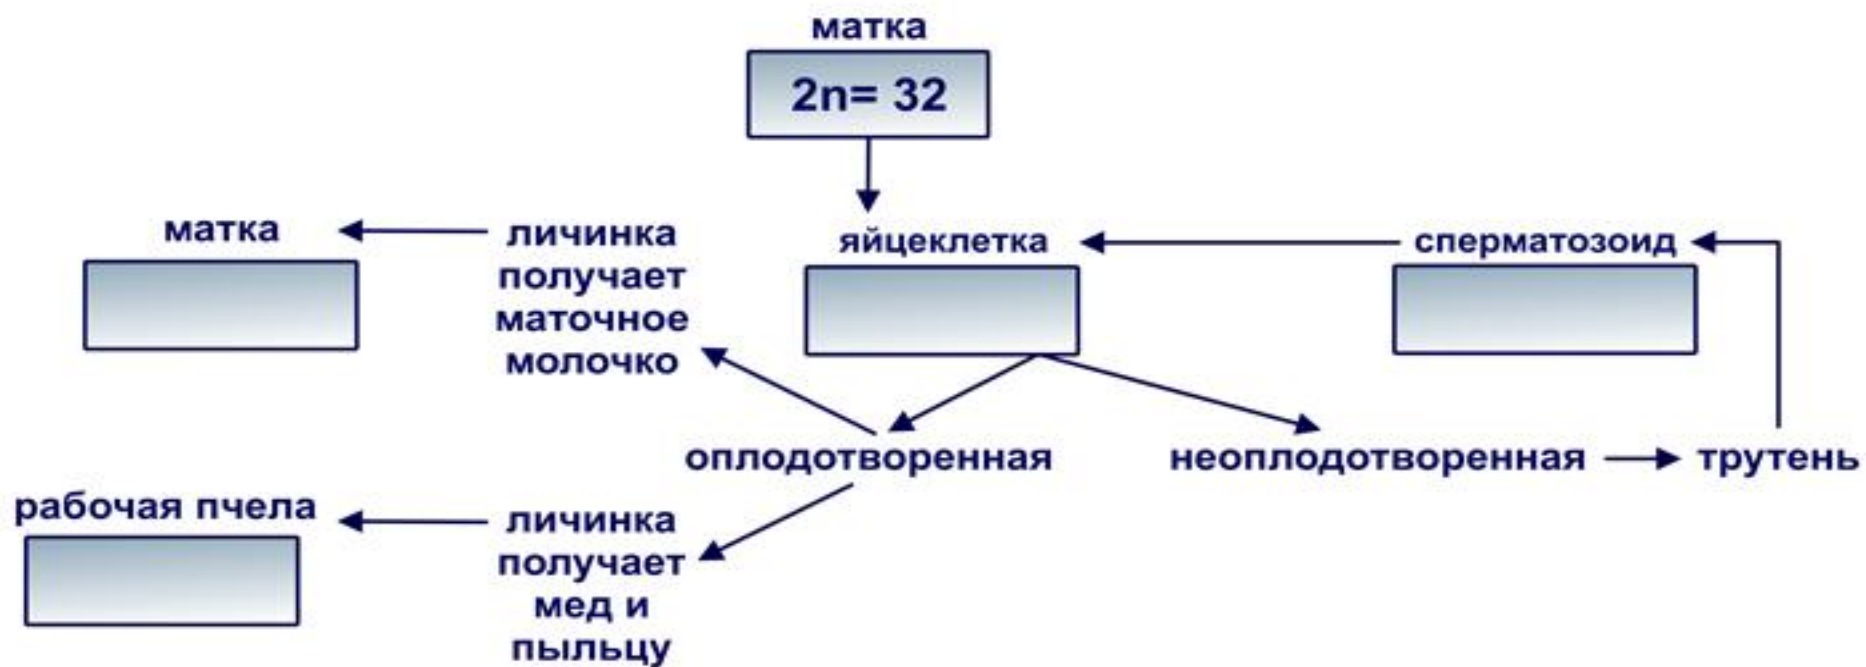 матка
2n= 32
матка
личинка
получает
маточное
молочко
яйцеклетка
сперматозоид
оплодотворенная
неоплодотворенная
трутень
рабочая пчела
личинка
получает
мед и
пыльцу